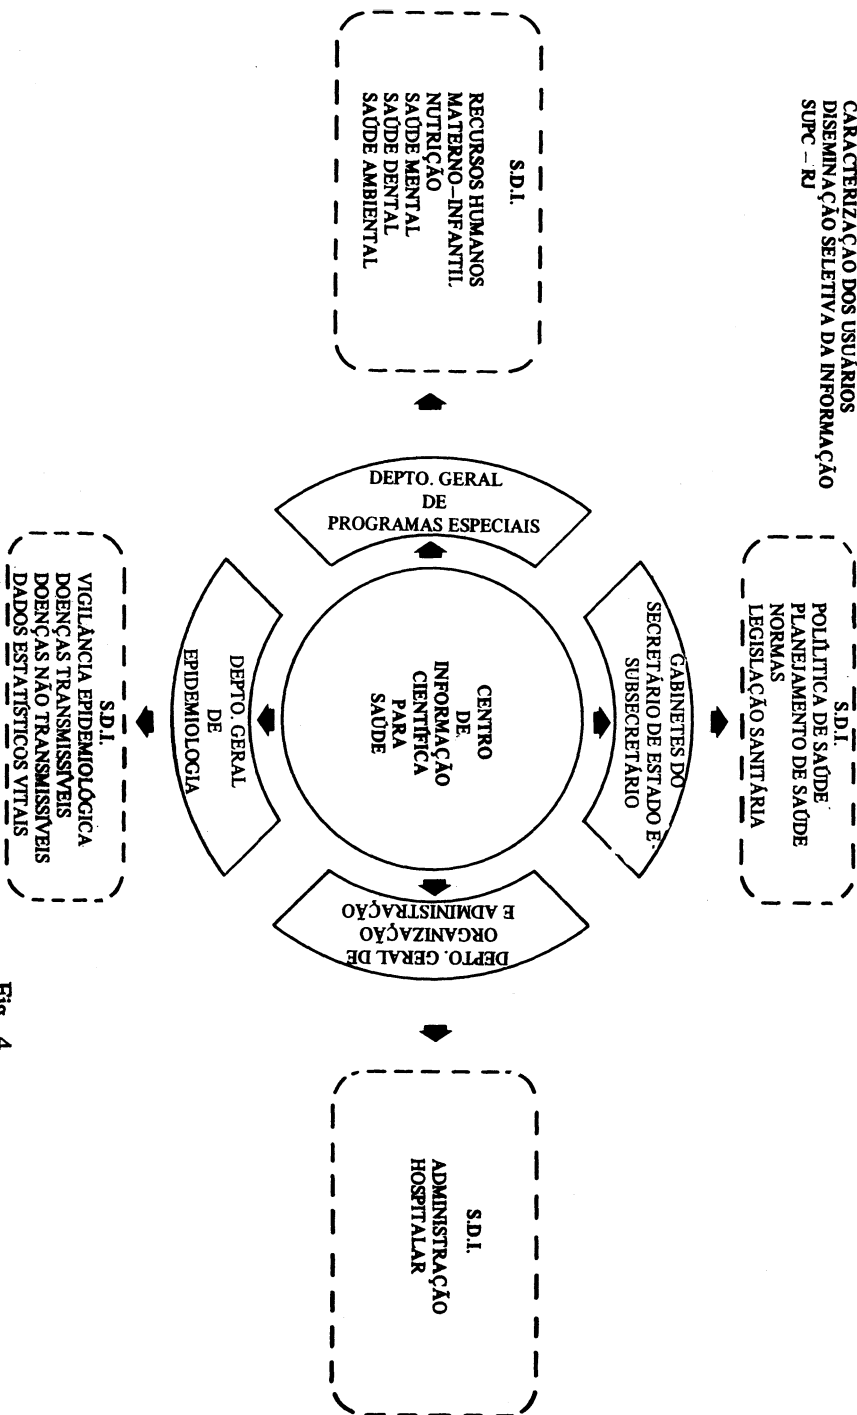 CARACTERIZAÇÃO DOS USUÁRIOS
DISEMINAÇÃO SELETIVA DA INFORMAÇÃO
SUPC – RJ
S.D.I.
POLÍLITICA DE SAÚDE
PLANEJAMENTO DE SAÚDE
NORMAS
LEGISLAÇÃO SANITÁRIA
GABINETES DO
SECRETÁRIO DE ESTADO E
SUBSECRETÁRIO
S.D.I.
RECURSOS HUMANOS
MATERNO–INFANTIL
NUTRIÇÃO
SAÚDE MENTAL
SAÚDE DENTAL
SAÚDE AMBIENTAL
DEPTO. GERAL
DE
PROGRAMAS ESPECIAIS
CENTRO
DE
INFORMAÇÃO
CIENTÍFICA
PARA
SAÚDE
DEPTO. GERAL DE
ORGANIZAÇÃO
E ADMINISTRAÇÃO
S.D.I.
ADMINISTRAÇÃO
HOSPITALAR
DEPTO. GERAL
DE
EPIDEMIOLOGIA
S.D.I.
VIGILÂNCIA EPIDEMIOLÓGICA
DOENÇAS TRANSMISSÍVEIS
DOENÇAS NÃO TRANSMISSÍVEIS
DADOS ESTATÍSTICOS VITAIS
Fig. 4